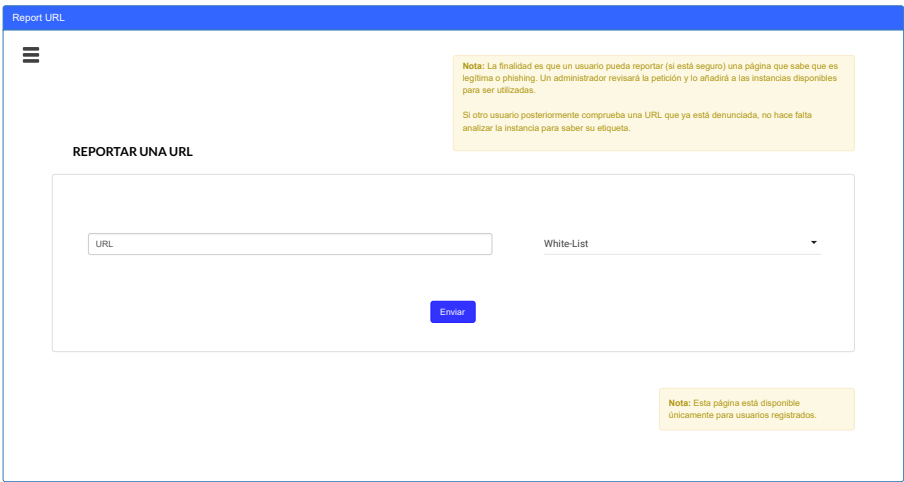 Report URL
Nota: La finalidad es que un usuario pueda reportar (si está seguro) una página que sabe que es
legítima o phishing. Un administrador revisará la petición y lo añadirá a las instancias disponibles
para ser utilizadas.
Si otro usuario posteriormente comprueba una URL que ya está denunciada, no hace falta
analizar la instancia para saber su etiqueta.
REPORTAR UNA URL
URL
White-List
Enviar
Nota: Esta página está disponible
únicamente para usuarios registrados.